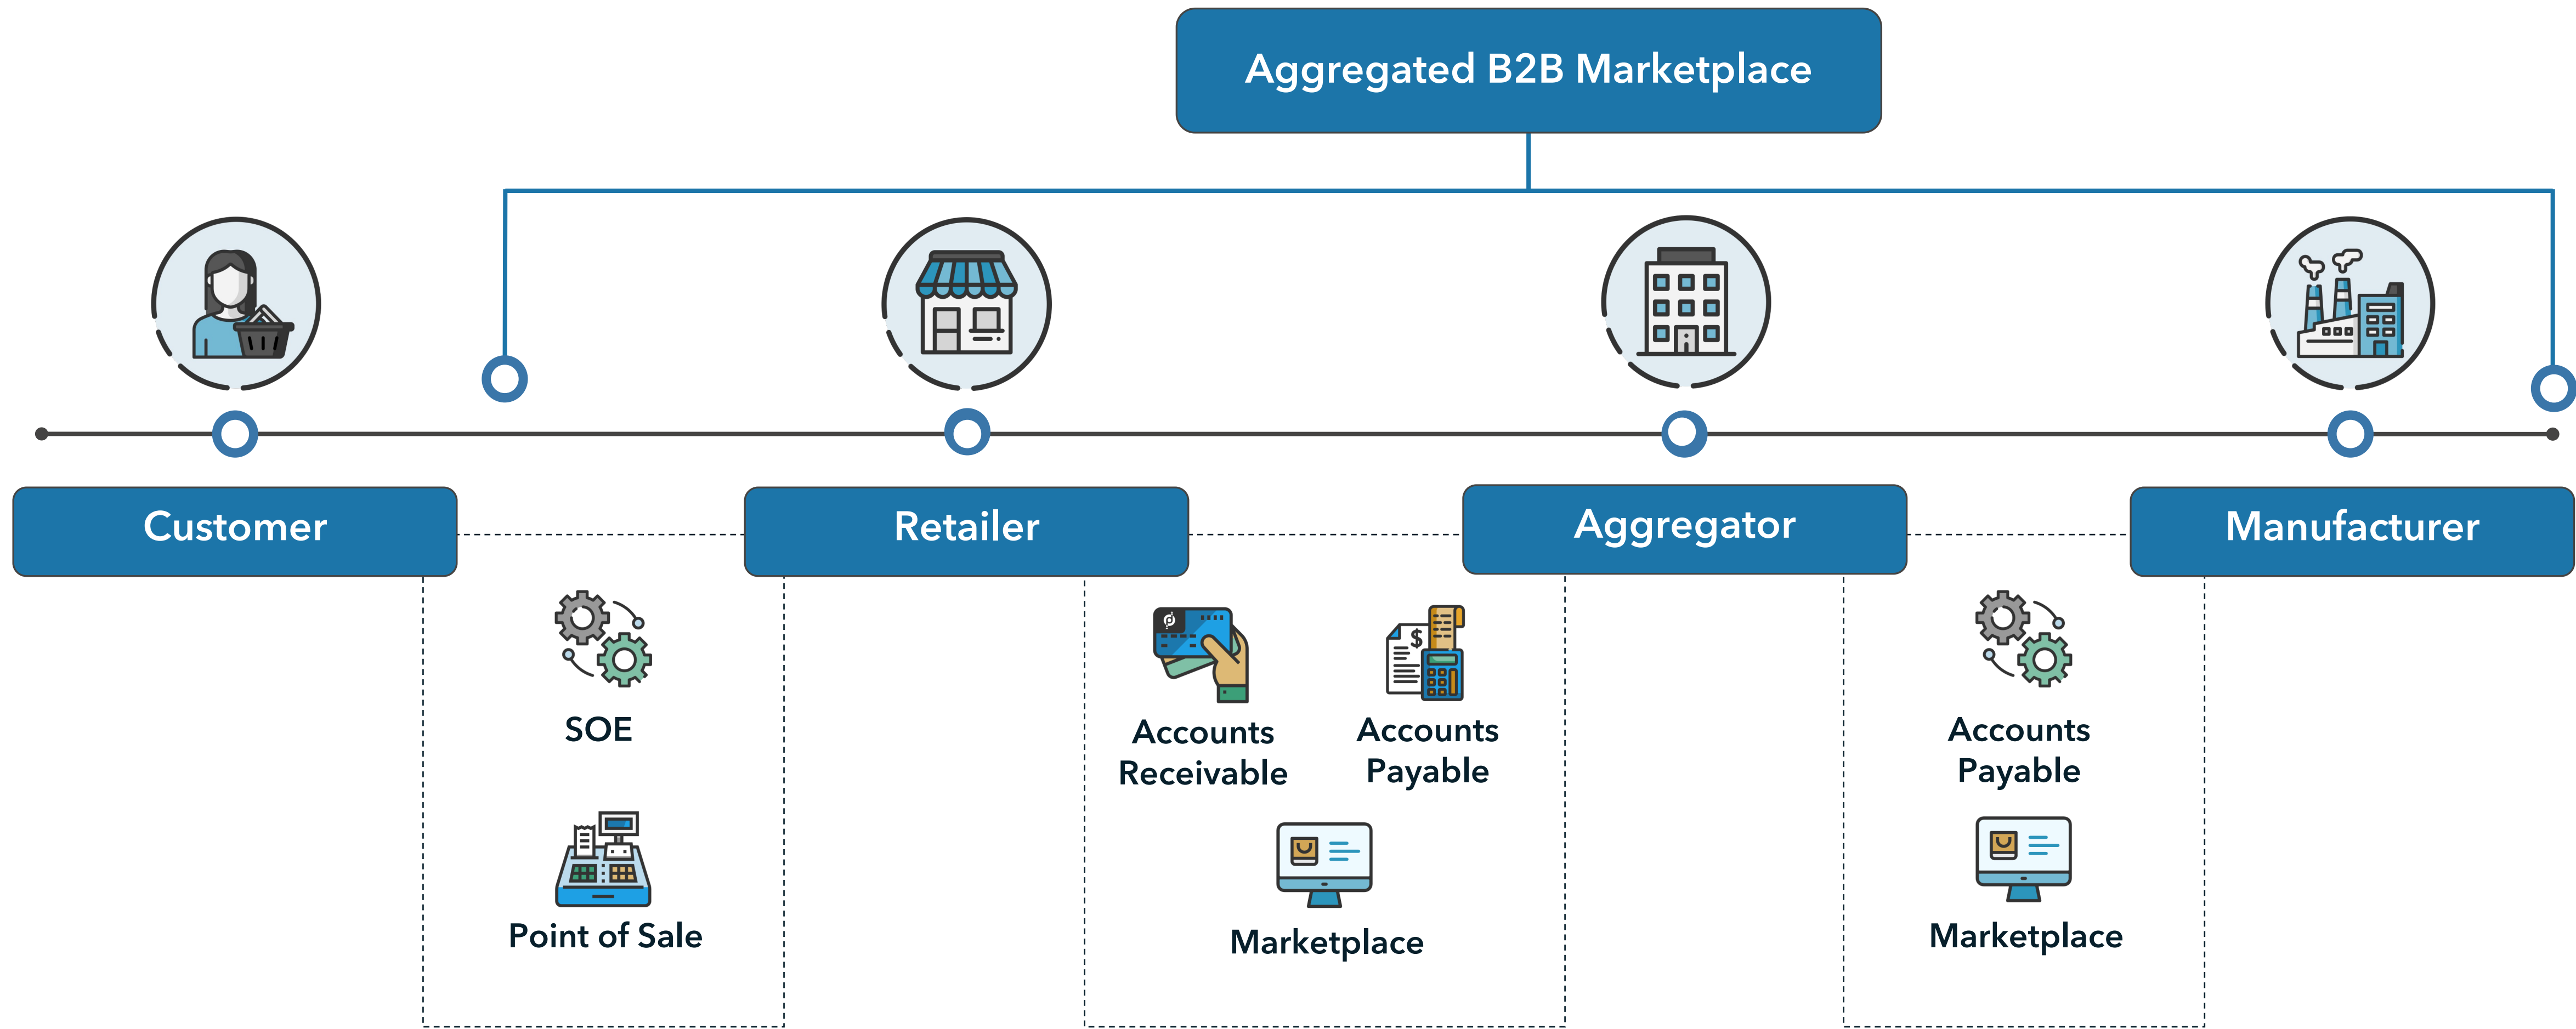 Aggregated B2B Marketplace
Customer
Retailer
Aggregator
Manufacturer
SOE
Point of Sale
Accounts
Receivable
Accounts
Payable
$
Marketplace
Accounts
Payable
Marketplace